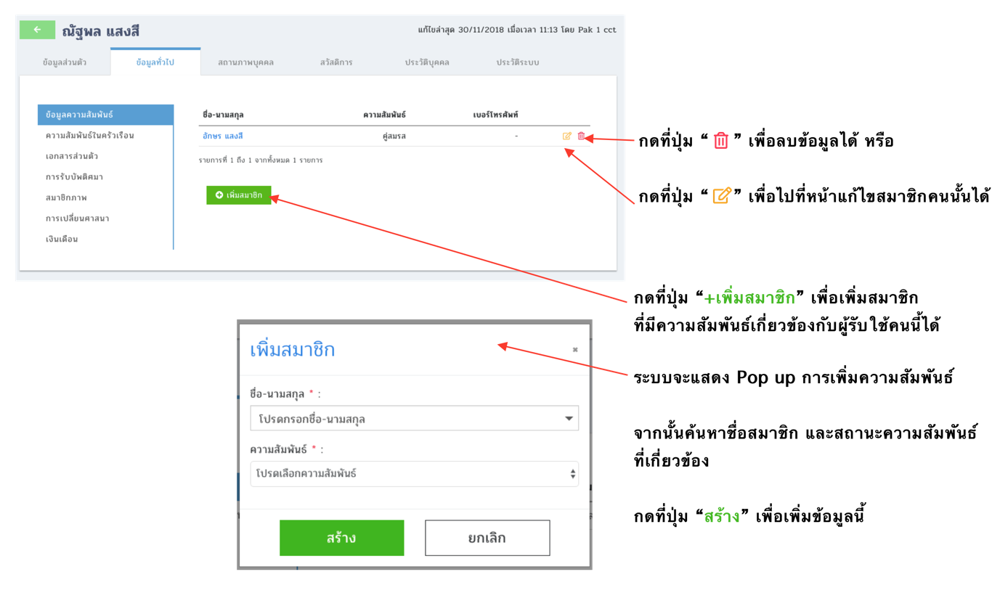 ณัฐพล แสงสี
แก้ไขล่าสุด 30/11/2018 เมื่อเวลา 11:13 โดย Pak 1 cct
ข้อมูลส่วนตัว ข้อมูลทั่วไป สถานภาพบุคคล สวัสดิการ ประวัติบุคคล ประวัติระบบ
ข้อมูลความสัมพันธ์
ความสัมพันธ์ในครัวเรือน
เอกสารส่วนตัว
การรับบัพติศมา
สมาชิกภาพ
การเปลี่ยนศาสนา
เงินเดือน
ชื่อ-นามสกุล ความสัมพันธ์ เบอร์โทรศัพท์
อักษร แสงสี คู่สมรส -
รายการที่ 1 ถึง 1 จากทั้งหมด 1 รายการ
เพิ่มสมาชิก
กดที่ปุ่ม “ ” เพื่อลบข้อมูลได้ หรือ
กดที่ปุ่ม “ ” เพื่อไปที่หน้าแก้ไขสมาชิกคนนั้นได้
กดที่ปุ่ม “+เพิ่มสมาชิก” เพื่อเพิ่มสมาชิก
ที่มีความสัมพันธ์เกี่ยวข้องกับผู้รับใช้คนนี้ได้
ระบบจะแสดง Pop up การเพิ่มความสัมพันธ์
จากนั้นค้นหาชื่อสมาชิก และสถานะความสัมพันธ์
ที่เกี่ยวข้อง
กดที่ปุ่ม “สร้าง” เพื่อเพิ่มข้อมูลนี้
เพิ่มสมาชิก
ชื่อ-นามสกุล * :
โปรดกรอกชื่อ-นามสกุล
ความสัมพันธ์ * :
โปรดเลือกความสัมพันธ์
สร้าง ยกเลิก